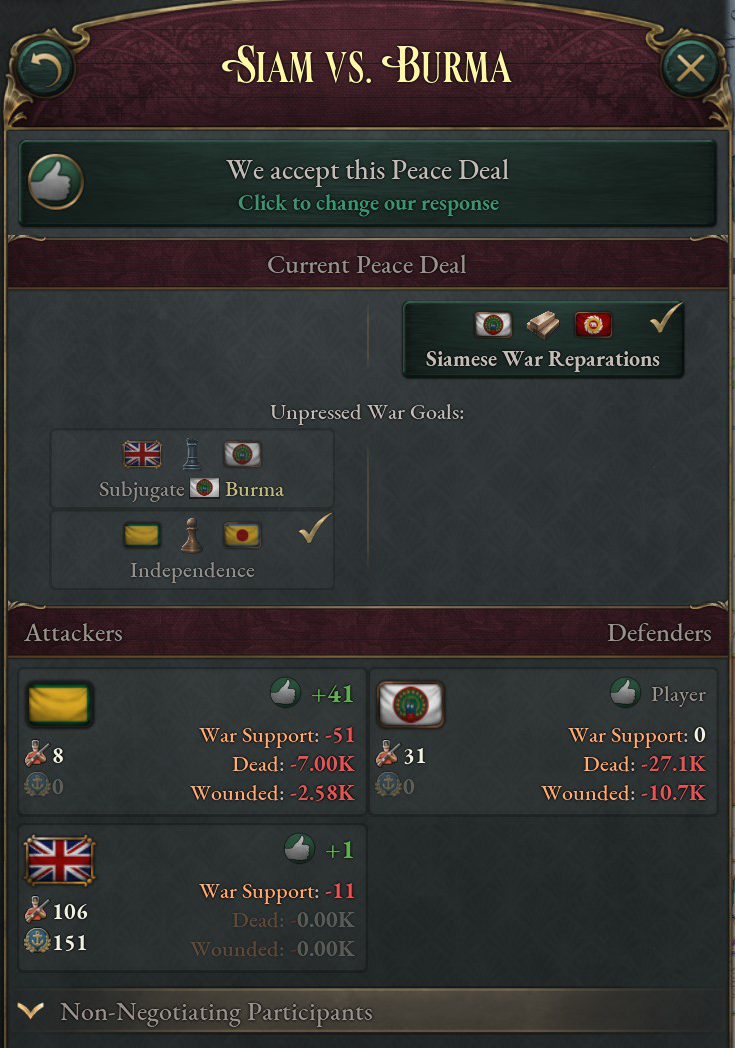 SIAM VS. BURMA
We accept this Peace Deal
Click to change our response
Current Peace Deal
Siamese War Reparations
Unpressed War Goals:
Subjugate Burma
Independence
Attackers
Defenders
+41
War Support: -51
8
Dead: -7.00K
0
Wounded: -2.58K
Player
War Support: 0
31
Dead: -27.1K
0
Wounded: -10.7K
+1
War Support: -11
106
Dead: -0.00K
151
Wounded: -0.00K
Non-Negotiating Participants